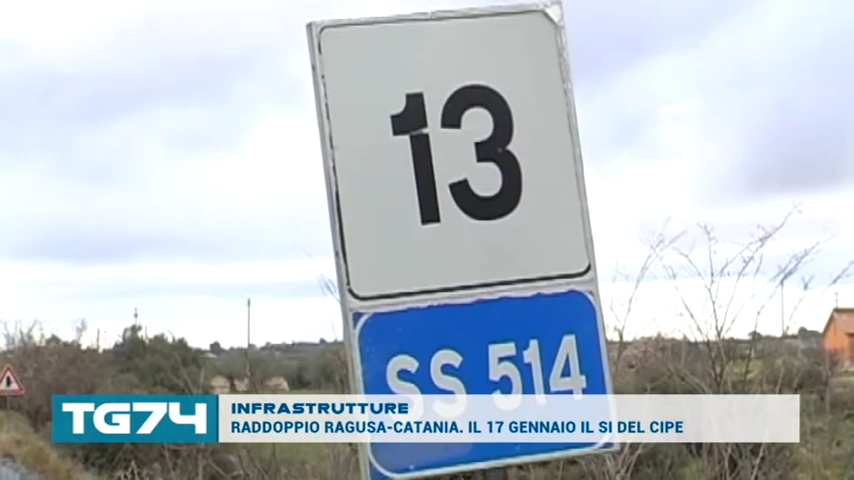 13
SS 514
TG74
INFRASTRUTTURE
RADDOPPIO RAGUSA-CATANIA. IL 17 GENNAIO IL SI DEL CIPE